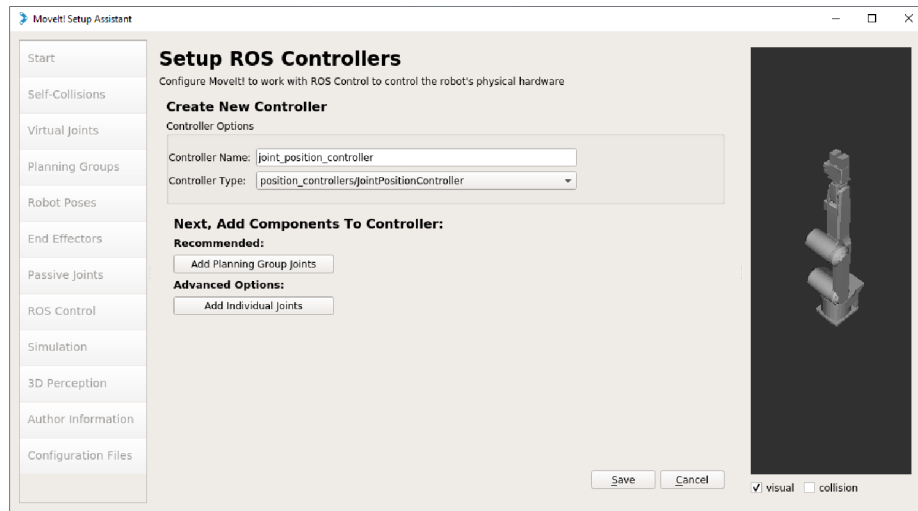 MoveIt! Setup Assistant
Start
Self-Collisions
Virtual Joints
Planning Groups
Robot Poses
End Effectors
Passive Joints
ROS Control
Simulation
3D Perception
Author Information
Configuration Files
Setup ROS Controllers
Configure MoveIt! to work with ROS Control to control the robot's physical hardware
Create New Controller
Controller Options
Controller Name: joint_position_controller
Controller Type: position_controllers/JointPositionController
Next, Add Components To Controller:
Recommended:
Add Planning Group Joints
Advanced Options:
Add Individual Joints
Save Cancel
visual collision